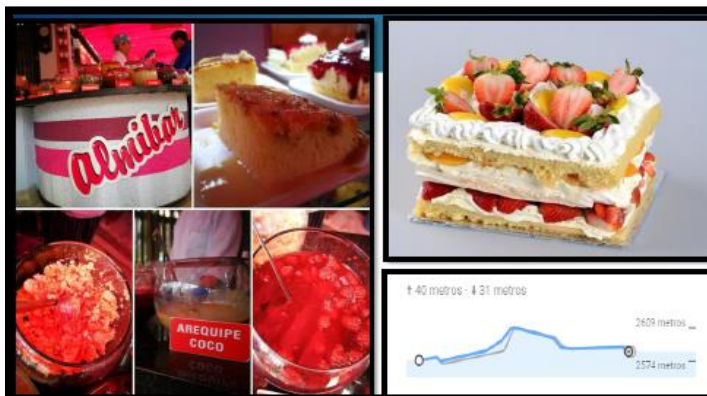 Almíbar
AREQUIPE
COCO
↑ 40 metros - ↓ 31 metros
2609 metros
2574 metros